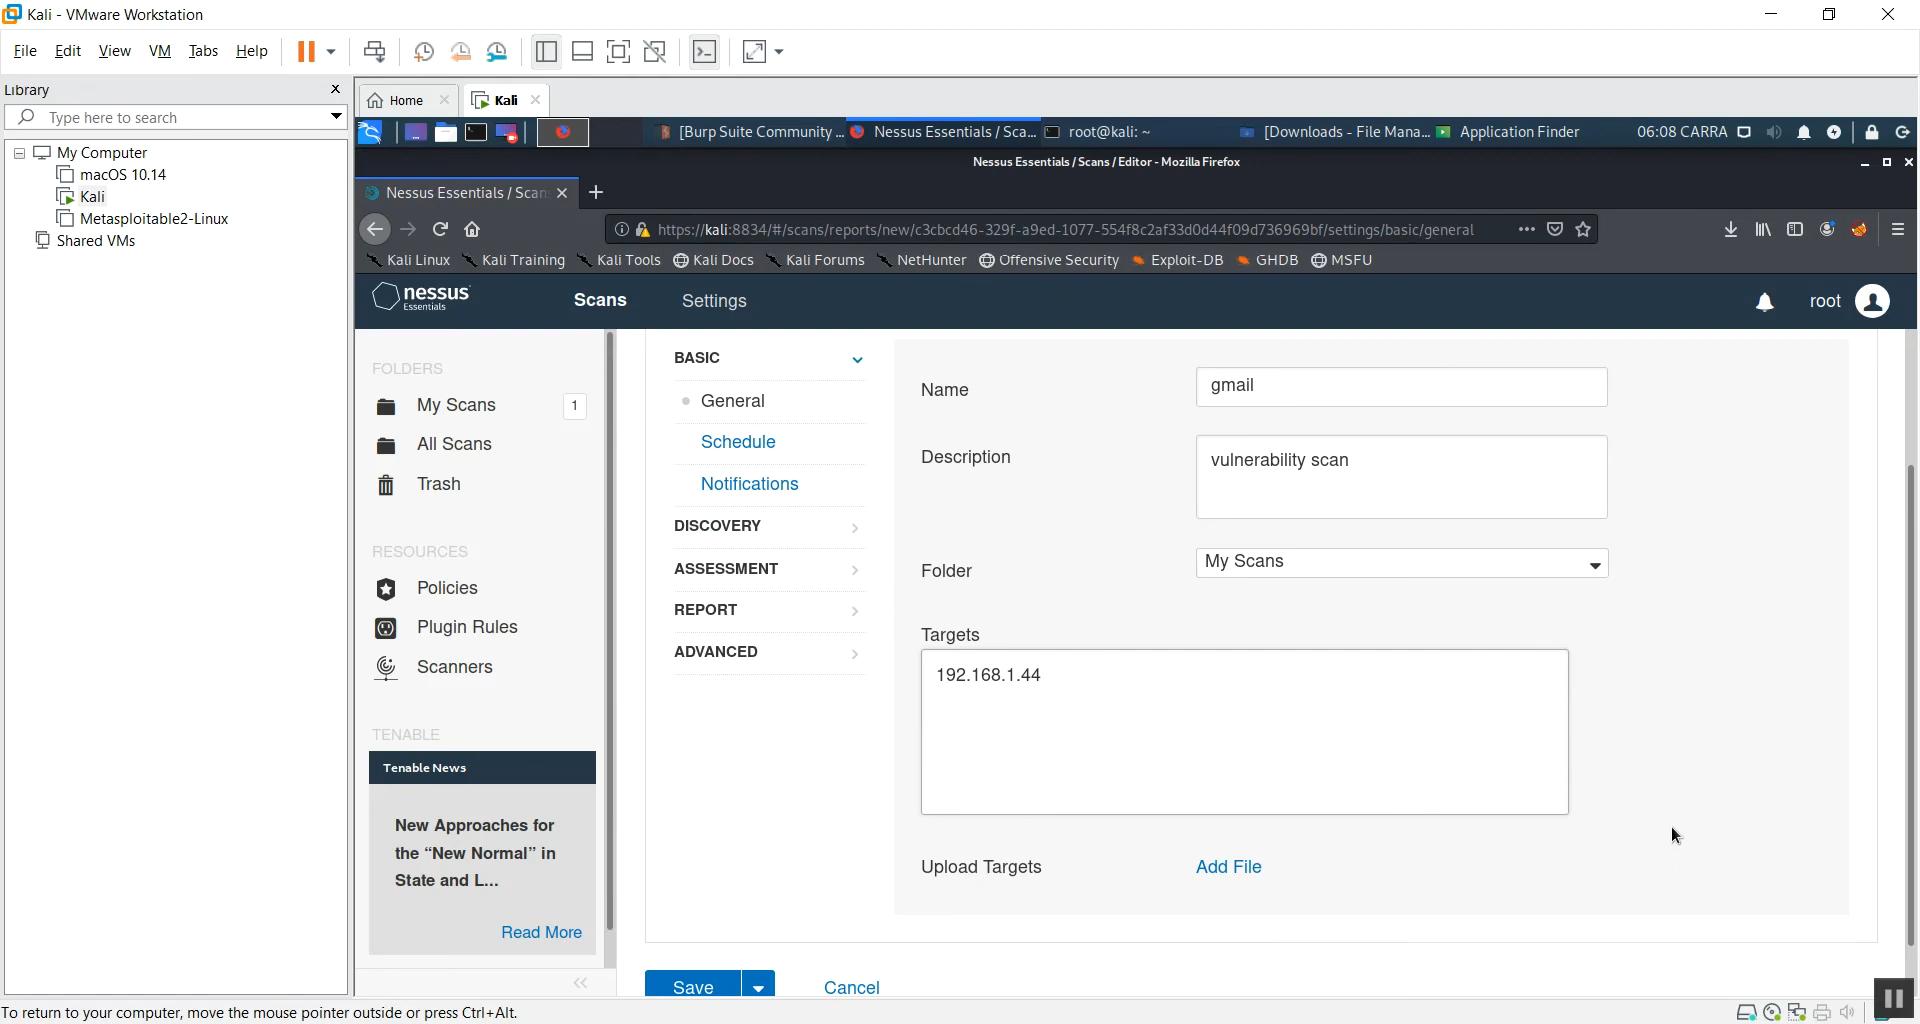 Kali - VMware Workstation
File Edit View VM Tabs Help
Library
Type here to search
My Computer
macOS 10.14
Kali
Metasploitable2-Linux
Shared VMs
Home
Kali
[Burp Suite Community ...
Nessus Essentials / Sca...
root@kali: ~
[Downloads - File Mana...
Application Finder
06:08 CARRA
Nessus Essentials / Scans / Editor - Mozilla Firefox
Nessus Essentials / Scan
https://kali:8834/#/scans/reports/new/c3cbcd46-329f-a9ed-1077-554f8c2af33d0d44f09d736969bf/settings/basic/general
Kali Linux Kali Training Kali Tools Kali Docs Kali Forums NetHunter Offensive Security Exploit-DB GHDB MSFU
nessus
Essentials
Scans
Settings
root
FOLDERS
My Scans 1
All Scans
Trash
RESOURCES
Policies
Plugin Rules
Scanners
TENABLE
Tenable News
New Approaches for
the “New Normal” in
State and L...
Read More
BASIC
General
Schedule
Notifications
DISCOVERY
ASSESSMENT
REPORT
ADVANCED
Name gmail
Description vulnerability scan
Folder My Scans
Targets
192.168.1.44
Upload Targets Add File
Save Cancel
To return to your computer, move the mouse pointer outside or press Ctrl+Alt.